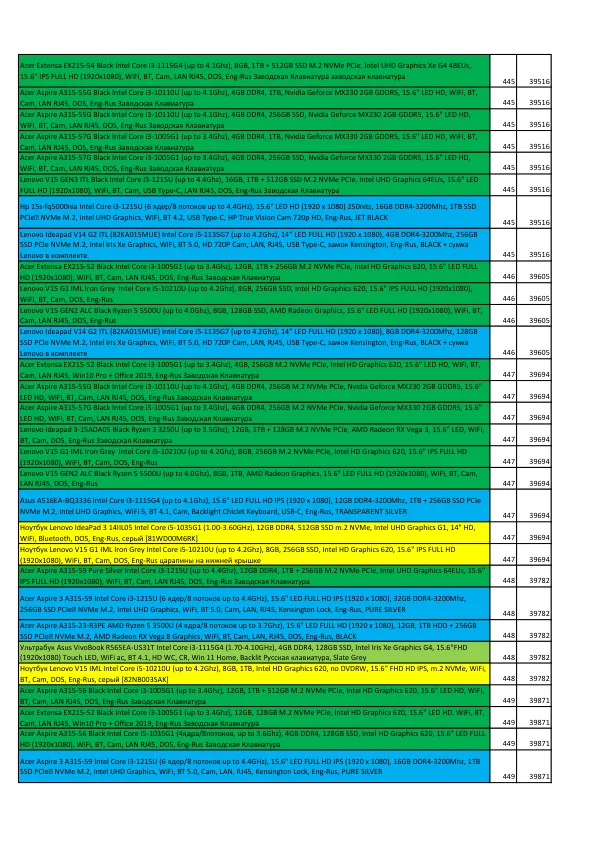 Acer Extensa EX215-54 Black Intel Core i3-1115G4 (up to 4.1Ghz), 8GB, 1TB + 512GB SSD M.2 NVMe PCIe, Intel UHD Graphics Xe G4 48EUs,
15.6" IPS FULL HD (1920x1080), WiFi, BT, Cam, LAN RJ45, DOS, Eng-Rus Заводская Клавиатура заводская клавиатура 445 39516
Acer Aspire A315-55G Black Intel Core i3-10110U (up to 4.1Ghz), 4GB DDR4, 1TB, Nvidia Geforce MX230 2GB GDDR5, 15.6" LED HD, WiFi, BT,
Cam, LAN RJ45, DOS, Eng-Rus Заводская Клавиатура 445 39516
Acer Aspire A315-55G Black Intel Core i3-10110U (up to 4.1Ghz), 4GB DDR4, 256GB SSD, Nvidia Geforce MX230 2GB GDDR5, 15.6" LED HD,
WiFi, BT, Cam, LAN RJ45, DOS, Eng-Rus Заводская Клавиатура 445 39516
Acer Aspire A315-57G Black Intel Core i3-1005G1 (up to 3.4Ghz), 4GB DDR4, 1TB, Nvidia Geforce MX330 2GB GDDR5, 15.6" LED HD, WiFi, BT,
Cam, LAN RJ45, DOS, Eng-Rus Заводская Клавиатура 445 39516
Acer Aspire A315-57G Black Intel Core i3-1005G1 (up to 3.4Ghz), 4GB DDR4, 256GB SSD, Nvidia Geforce MX330 2GB GDDR5, 15.6" LED HD,
WiFi, BT, Cam, LAN RJ45, DOS, Eng-Rus Заводская Клавиатура 445 39516
Lenovo V15 GEN3 ITL Black Intel Core i3-1215U (up to 4.4Ghz), 16GB, 1TB + 512GB SSD M.2 NVMe PCIe, Intel UHD Graphics 64EUs, 15.6" LED
FULL HD (1920x1080), WiFi, BT, Cam, USB Type-C, LAN RJ45, DOS, Eng-Rus Заводская Клавиатура 445 39516
Hp 15s-fq5000nia Intel Core i3-1215U (6 ядер/8 потоков up to 4.4GHz), 15.6" LED HD (1920 x 1080) 250nits, 16GB DDR4-3200Mhz, 1TB
SSD PCIe⍰ NVMe M.2, Intel UHD Graphics, WiFi, BT 4.2, USB Type-C, HP True Vision Cam 720p HD, Eng-Rus, JET BLACK 445 39516
Lenovo Ideapad V14 G2 ITL (82KA015MUE) Intel Core i5-1135G7 (up to 4.2GHz), 14" LED FULL HD (1920 x 1080), 4GB DDR4-3200Mhz, 256GB
SSD PCIe NVMe M.2, Intel Iris Xe Graphics, WiFi, BT 5.0, HD 720P Cam, LAN, RJ45, USB Type-C, замок Kensington, Eng-Rus, BLACK + сумка
Lenovo в комплекте. 445 39516
Acer Extensa EX215-52 Black Intel Core i3-1005G1 (up to 3.4Ghz), 12GB, 1TB + 256GB M.2 NVMe PCIe, Intel HD Graphics 620, 15.6" LED FULL
HD (1920x1080), WiFi, BT, Cam, LAN RJ45, DOS, Eng-Rus Заводская Клавиатура 446 39605
Lenovo V15 G1 IML Iron Grey  Intel Core i5-10210U (up to 4.2Ghz), 8GB, 256GB SSD, Intel HD Graphics 620, 15.6" IPS FULL HD (1920x1080),
WiFi, BT, Cam, DOS, Eng-Rus 446 39605
Lenovo V15 GEN2 ALC Black Ryzen 5 5500U (up to 4.0Ghz), 8GB, 128GB SSD, AMD Radeon Graphics, 15.6" LED FULL HD (1920x1080), WiFi, BT,
Cam, LAN RJ45, DOS, Eng-Rus 446 39605
Lenovo Ideapad V14 G2 ITL (82KA015MUE) Intel Core i5-1135G7 (up to 4.2GHz), 14" LED FULL HD (1920 x 1080), 8GB DDR4-3200Mhz, 128GB
SSD PCIe NVMe M.2, Intel Iris Xe Graphics, WiFi, BT 5.0, HD 720P Cam, LAN, RJ45, USB Type-C, замок Kensington, Eng-Rus, BLACK + сумка
Lenovo в комплекте 446 39605
Acer Extensa EX215-52 Black Intel Core i3-1005G1 (up to 3.4Ghz), 4GB, 256GB M.2 NVMe PCIe, Intel HD Graphics 620, 15.6" LED HD, WiFi, BT,
Cam, LAN RJ45, Win10 Pro + Office 2019, Eng-Rus Заводская Клавиатура 447 39694
Acer Aspire A315-55G Black Intel Core i3-10110U (up to 4.1Ghz), 4GB DDR4, 256GB M.2 NVMe, Nvidia Geforce MX230 2GB GDDR5, 15.6"
LED HD, WiFi, BT, Cam, LAN RJ45, DOS, Eng-Rus Заводская Клавиатура 447 39694
Acer Aspire A315-57G Black Intel Core i3-1005G1 (up to 3.4Ghz), 4GB DDR4, 256GB M.2 NVMe, Nvidia Geforce MX330 2GB GDDR5, 15.6"
LED HD,  WiFi, BT, Cam, LAN RJ45, DOS, Eng-Rus Заводская Клавиатура 447 39694
Lenovo Ideapad 3-15ADA05 Black Ryzen 3 3250U (up to 3.5Ghz), 12GB, 1TB + 128GB M.2 NVMe PCIe, AMD Radeon RX Vega 3, 15.6" LED, WiFi,
BT, Cam, DOS, Eng-Rus Заводская Клавиатура 447 39694
Lenovo V15 G1 IML Iron Grey  Intel Core i5-10210U (up to 4.2Ghz), 8GB, 256GB M.2 NVMe PCIe, Intel HD Graphics 620, 15.6" IPS FULL HD
(1920x1080), WiFi, BT, Cam, DOS, Eng-Rus 447 39694
Lenovo V15 GEN2 ALC Black Ryzen 5 5500U (up to 4.0Ghz), 8GB, 1TB, AMD Radeon Graphics, 15.6" LED FULL HD (1920x1080), WiFi, BT, Cam,
LAN RJ45, DOS, Eng-Rus 447 39694
Asus A516EA-BQ3336 Intel Core i3-1115G4 (up to 4.1GHz), 15.6" LED FULL HD IPS (1920 x 1080), 12GB DDR4-3200Mhz, 1TB + 256GB SSD PCIe
NVMe M.2, Intel UHD Graphics, WiFi 5, BT 4.1, Cam, Backlight Chiclet Keyboard, USB-C, Eng-Rus, TRANSPARENT SILVER 447 39694
Ноутбук Lenovo IdeaPad 3 14IIL05 Intel Core i5-1035G1 (1.00-3.60GHz), 12GB DDR4, 512GB SSD m.2 NVMe, Intel UHD Graphics G1, 14" HD,
WiFi, Bluetooth, DOS, Eng-Rus, серый [81WD00M6RK] 447 39694
Ноутбук Lenovo V15 G1 IML Iron Grey Intel Core i5-10210U (up to 4.2Ghz), 8GB, 256GB SSD, Intel HD Graphics 620, 15.6" IPS FULL HD
(1920x1080), WiFi, BT, Cam, DOS, Eng-Rus царапины на нижней крышке 447 39694
Acer Aspire A315-59 Pure Silver Intel Core i3-1215U (up to 4.4Ghz), 12GB DDR4, 1TB + 256GB M.2 NVMe PCIe, Intel UHD Graphics 64EUs, 15.6"
IPS FULL HD (1920x1080), WiFi, BT, Cam, LAN RJ45, DOS, Eng-Rus Заводская Клавиатура 448 39782
Acer Aspire 3 A315-59 Intel Core i3-1215U (6 ядер/8 потоков up to 4.4GHz), 15.6" LED FULL HD IPS (1920 x 1080), 32GB DDR4-3200Mhz,
256GB SSD PCIe⍰ NVMe M.2, Intel UHD Graphics, WiFi, BT 5.0, Cam, LAN, RJ45, Kensington Lock, Eng-Rus, PURE SILVER 448 39782
Acer Aspire A315-23-R3PE AMD Ryzen 5 3500U (4 ядра/8 потоков up to 3.7Ghz), 15.6" LED FULL HD (1920 x 1080), 12GB, 1TB HDD + 256GB
SSD PCIe⍰ NVMe M.2, AMD Radeon RX Vega 8 Graphics, WiFi, BT, Cam, LAN, RJ45, DOS, Eng-Rus, BLACK 448 39782
Ультрабук Asus VivoBook R565EA-US31T Intel Core i3-1115G4 (1.70-4.10GHz), 4GB DDR4, 128GB SSD, Intel Iris Xe Graphics G4, 15.6"FHD
(1920x1080) Touch LED, WiFi ac, BT 4.1, HD WC, CR, Win 11 Home, Backlit Русская клавиатура, Slate Grey 448 39782
Ноутбук Lenovo V15 IML Intel Core i5-10210U (up to 4.2Ghz), 8GB, 1TB, Intel HD Graphics 620, no DVDRW, 15.6" FHD HD IPS, m.2 NVMe, WiFi,
BT, Cam, DOS, Eng-Rus, серый [82NB003SAK] 448 39782
Acer Aspire A315-56 Black Intel Core i3-1005G1 (up to 3.4Ghz), 12GB, 1TB + 512GB M.2 NVMe PCIe, Intel HD Graphics 620, 15.6" LED HD, WiFi,
BT, Cam, LAN RJ45, DOS, Eng-Rus Заводская Клавиатура 449 39871
Acer Extensa EX215-52 Black Intel Core i3-1005G1 (up to 3.4Ghz), 12GB, 128GB M.2 NVMe PCIe, Intel HD Graphics 620, 15.6" LED HD, WiFi, BT,
Cam, LAN RJ45, Win10 Pro + Office 2019, Eng-Rus Заводская Клавиатура 449 39871
Acer Aspire A315-56 Black Intel Core i5-1035G1 (4ядра/8потоков, up to 3.6Ghz), 4GB DDR4, 128GB SSD, Intel HD Graphics 620, 15.6" LED FULL
HD (1920x1080), WiFi, BT, Cam, LAN RJ45, DOS, Eng-Rus Заводская Клавиатура 449 39871
Acer Aspire 3 A315-59 Intel Core i3-1215U (6 ядер/8 потоков up to 4.4GHz), 15.6" LED FULL HD IPS (1920 x 1080), 16GB DDR4-3200Mhz, 1TB
SSD PCIe⍰ NVMe M.2, Intel UHD Graphics, WiFi, BT 5.0, Cam, LAN, RJ45, Kensington Lock, Eng-Rus, PURE SILVER 449 39871